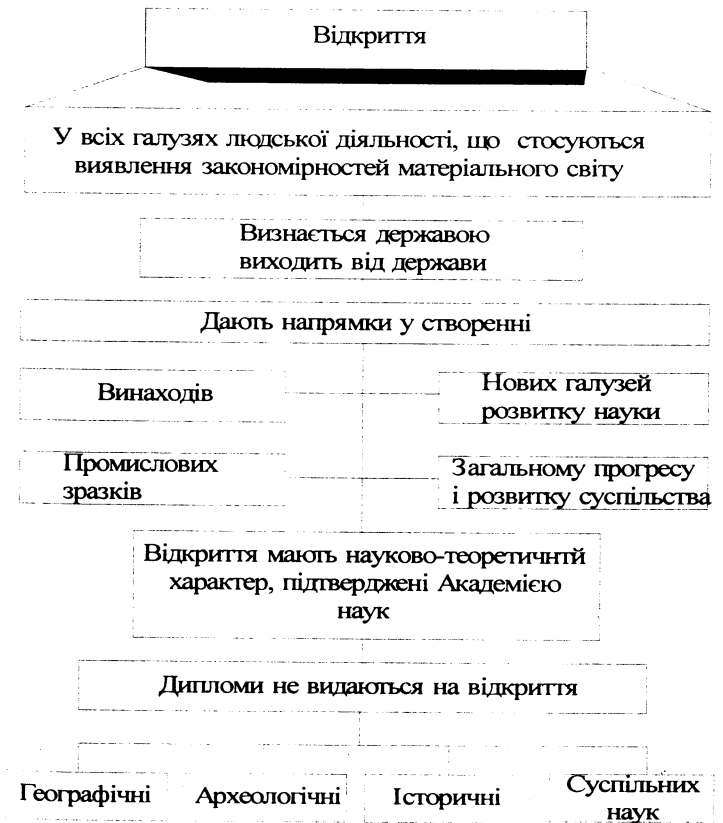 Відкриття
У всіх галузях людської діяльності, що стосуються
виявлення закономірностей матеріального світу
Визнається державою
виходить від держави
Дають напрямки у створенні
Винаходів
Нових галузей
розвитку науки
Промислових
зразків
Загальному прогресу
і розвитку суспільства
Відкриття мають науково-теоретичнтй
характер, підтверджені Академією
наук
Дипломи не видаються на відкриття
Географічні
Археологічні
Історичні
Суспільних
наук